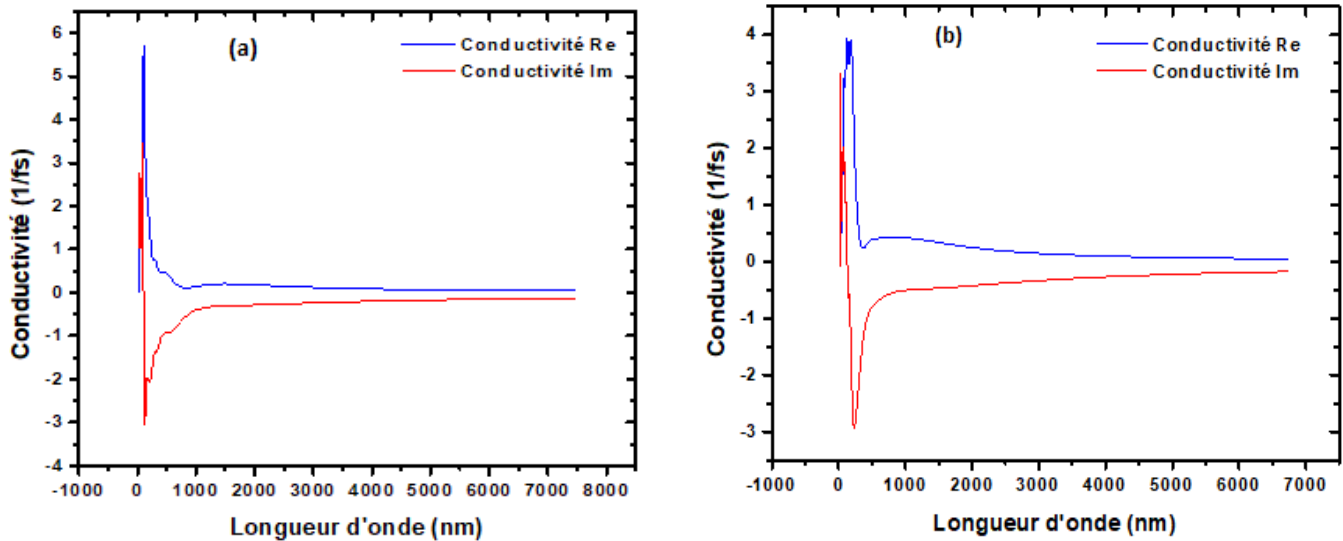 (a)
Conductivité Re
Conductivité Im
6
5
4
3
2
1
0
-1
-2
-3
-4
-1000 0 1000 2000 3000 4000 5000 6000 7000 8000
Conductivité (1/fs)
Longueur d'onde (nm)
(b)
Conductivité Re
Conductivité Im
4
3
2
1
0
-1
-2
-3
-1000 0 1000 2000 3000 4000 5000 6000 7000
Conductivité (1/fs)
Longueur d'onde (nm)